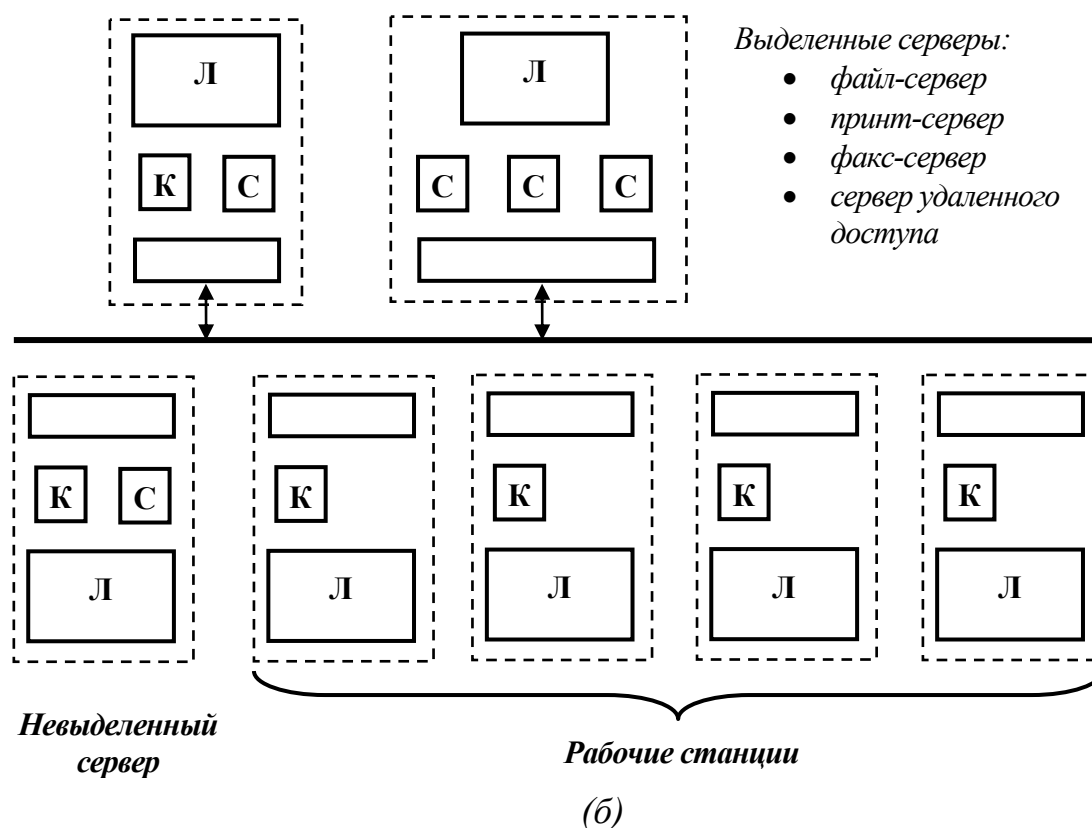 Выделенные серверы:
• файл-сервер
• принт-сервер
• факс-сервер
• сервер удаленного
доступа
Л
Л
К С
С С С
К С
К
К
К
К
Л
Л
Л
Л
Л
Невыделенный
сервер
Рабочие станции
(б)